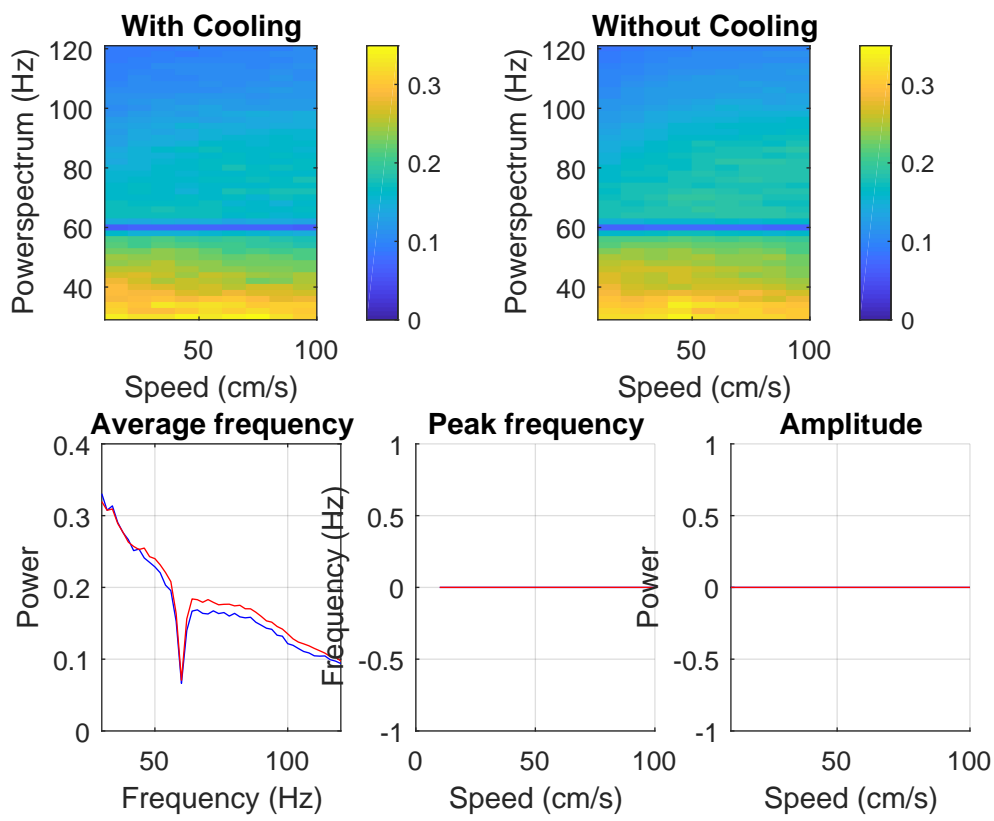 With Cooling
Powerspectrum (Hz)
120
100
80
60
40
50
100
Speed (cm/s)
0.3
0.2
0.1
0
Without Cooling
Powerspectrum (Hz)
120
100
80
60
40
50
100
Speed (cm/s)
0.3
0.2
0.1
0
Average frequency
Power
0.4
0.3
0.2
0.1
0
50
100
Frequency (Hz)
Peak frequency
Frequency (Hz)
1
0.5
0
-0.5
-1
0
50
100
Speed (cm/s)
Amplitude
Power
1
0.5
0
-0.5
-1
50
100
Speed (cm/s)